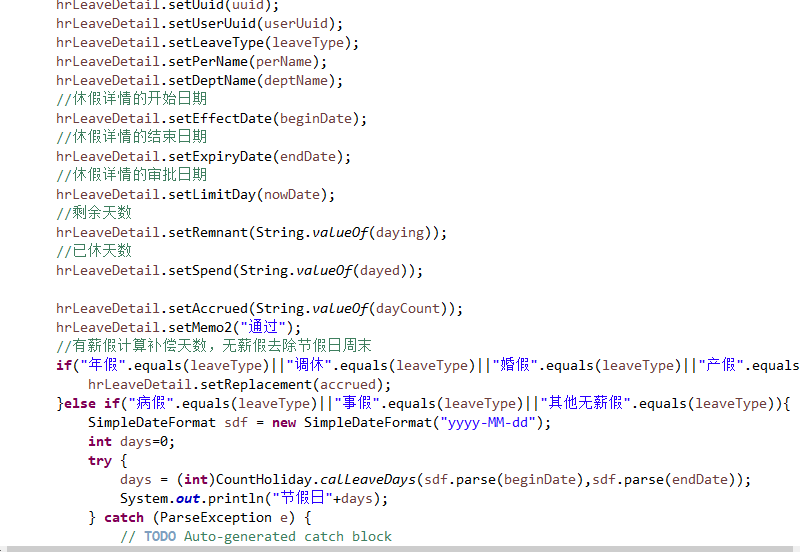 hrLeaveDetail.setUuid(uuid);
hrLeaveDetail.setUserUuid(userUuid);
hrLeaveDetail.setLeaveType(leaveType);
hrLeaveDetail.setPerName(perName);
hrLeaveDetail.setDeptName(deptName);
//休假详情的开始日期
hrLeaveDetail.setEffectDate(beginDate);
//休假详情的结束日期
hrLeaveDetail.setExpiryDate(endDate);
//休假详情的审批日期
hrLeaveDetail.setLimitDay(nowDate);
//剩余天数
hrLeaveDetail.setRemnant(String.valueOf(daying));
//已休天数
hrLeaveDetail.setSpend(String.valueOf(dayed));
hrLeaveDetail.setAccrued(String.valueOf(dayCount));
hrLeaveDetail.setMemo2("通过");
//有薪假计算补偿天数，无薪假去除节假日周末
if("年假".equals(leaveType)||"调休".equals(leaveType)||"婚假".equals(leaveType)||"产假".equals
hrLeaveDetail.setReplacement(accrued);
}else if("病假".equals(leaveType)||"事假".equals(leaveType)||"其他无薪假".equals(leaveType)){
SimpleDateFormat sdf = new SimpleDateFormat("yyyy-MM-dd");
int days=0;
try {
days = (int)CountHoliday.calLeaveDays(sdf.parse(beginDate),sdf.parse(endDate));
System.out.println("节假日"+days);
} catch (ParseException e) {
// TODO Auto-generated catch block